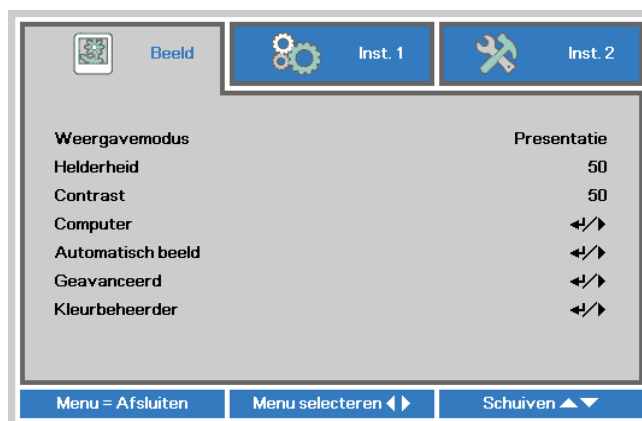 Beeld Inst. 1 Inst. 2
Weergavemodus Presentatie
Helderheid 50
Contrast 50
Computer ↵/▶
Automatisch beeld ↵/▶
Geavanceerd ↵/▶
Kleurbeheerder ↵/▶
Menu = Afsluiten Menu selecteren ◀▶ Schuiven ▲▼